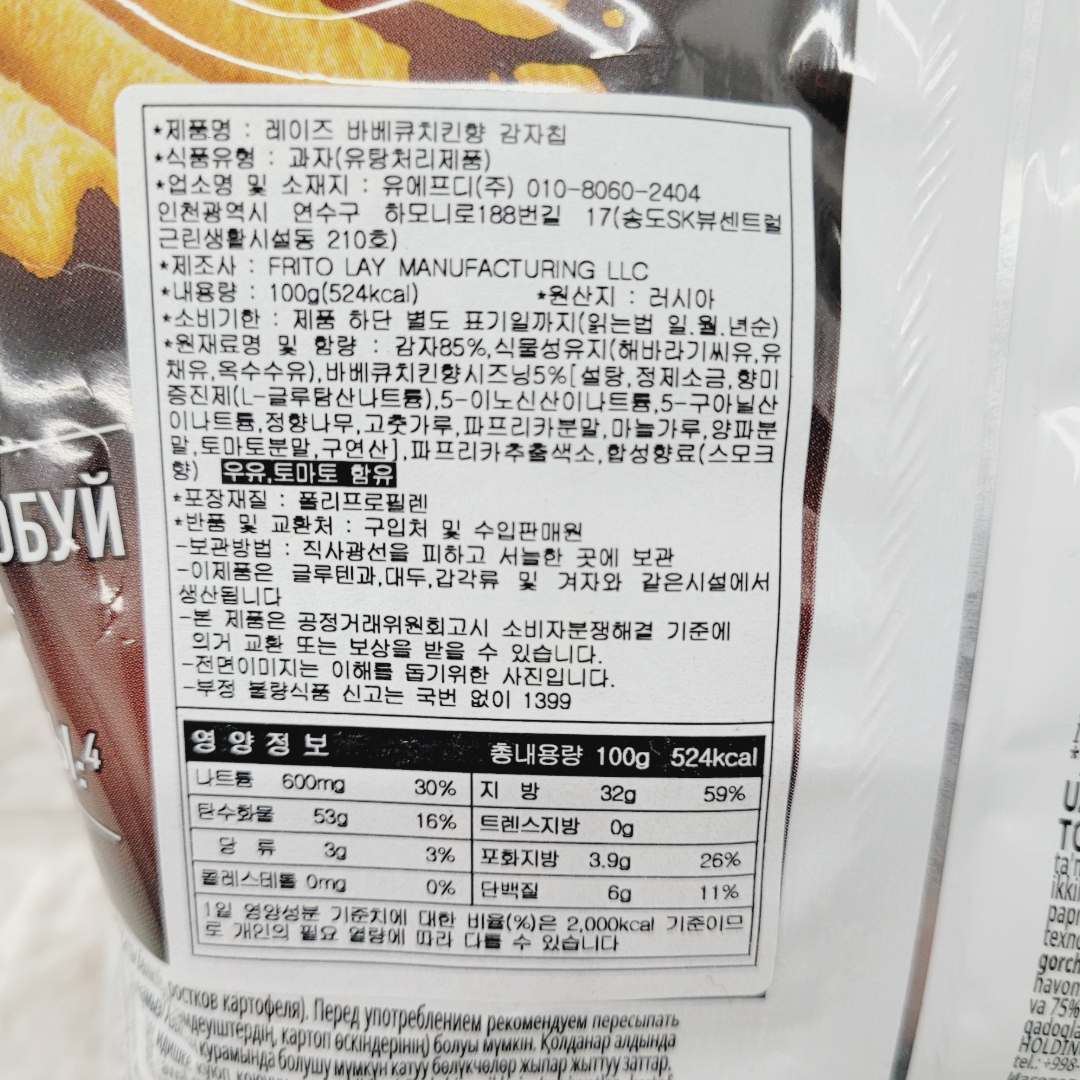 *제품명 : 레이즈 바베큐치킨향 감자칩
*식품유형 : 과자(유탕처리제품)
*업소명 및 소재지 : 유에프디(주) 010-8060-2404
인천광역시 연수구 하모니로188번길 17(송도SK뷰센트럴
근린생활시설동 210호)
*제조사 : FRITO LAY MANUFACTURING LLC
*내용량 : 100g(524kcal) *원산지 : 러시아
*소비기한 : 제품 하단 별도 표기일까지(읽는법 일.월.년순)
*원재료명 및 함량 : 감자85%,식물성유지(해바라기씨유,유
채유,옥수수유),바베큐치킨향시즈닝5%[설탕,정제소금,향미
증진제(L-글루탐산나트륨),5-이노신산이나트륨,5-구아닐산
이나트륨,정향나무,고춧가루,파프리카분말,마늘가루,양파분
말,토마토분말,구연산],파프리카추출색소,합성향료(스모크
향) 우유,토마토 함유
*포장재질 : 폴리프로필렌
*반품 및 교환처 : 구입처 및 수입판매원
-보관방법 : 직사광선을 피하고 서늘한 곳에 보관
-이제품은 글루텐과,대두,갑각류 및 겨자와 같은시설에서
생산됩니다
-본 제품은 공정거래위원회고시 소비자분쟁해결 기준에
의거 교환 또는 보상을 받을 수 있습니다.
-전면이미지는 이해를 돕기위한 사진입니다.
-부정 불량식품 신고는 국번 없이 1399
영양정보 총내용량 100g 524kcal
나트륨 600mg 30% 지 방 32g 59%
탄수화물 53g 16% 트렌스지방 0g
당 류 3g 3% 포화지방 3.9g 26%
콜레스테롤 0mg 0% 단백질 6g 11%
1일 영양성분 기준치에 대한 비율(%)은 2,000kcal 기준이므
로 개인의 필요 열량에 따라 다를 수 있습니다
ростков картофеля). Перед употреблением рекомендуем пересыпать
картоп өскіндерінің) болуы мүмкін. Қолданар алдында
курамында болушу мүмкүн катуу бөлүкчөлөр жыпар жыттуу заттар.
gorch
havon
va 75%
qadoqla
HOLDIN
tel.: +998-